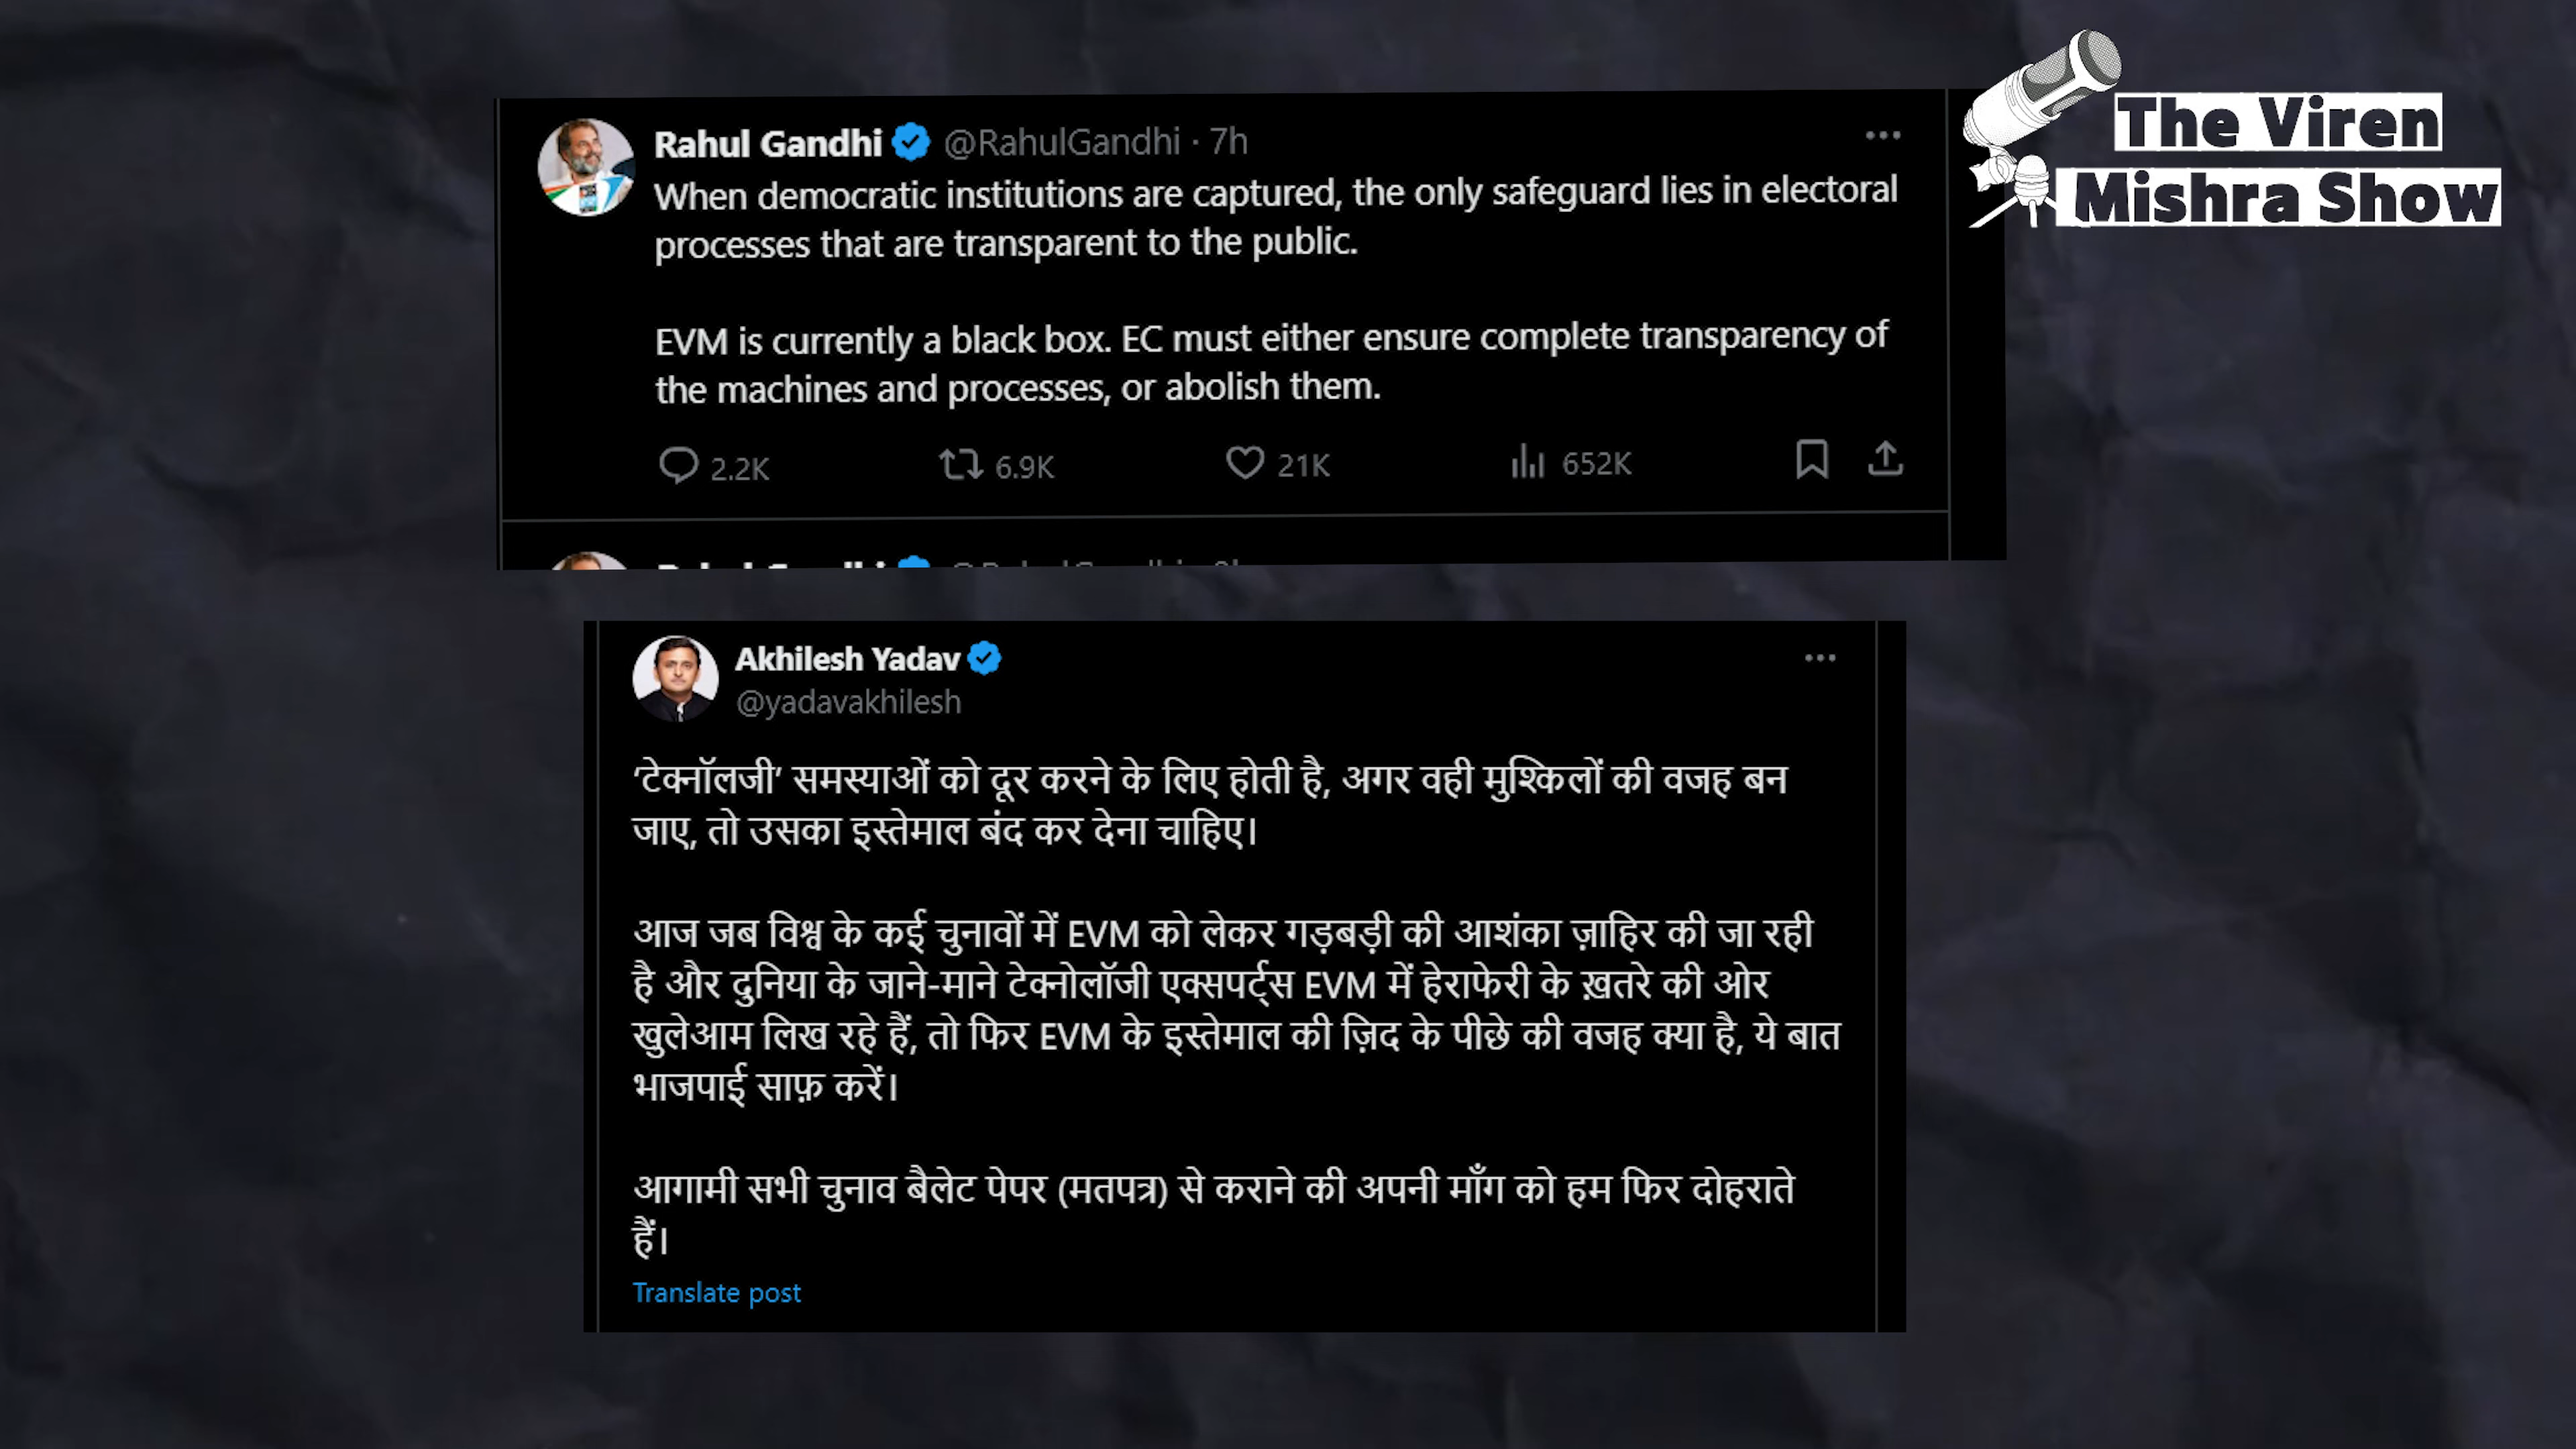 The Viren
Mishra Show
Rahul Gandhi @RahulGandhi · 7h
When democratic institutions are captured, the only safeguard lies in electoral
processes that are transparent to the public.
EVM is currently a black box. EC must either ensure complete transparency of
the machines and processes, or abolish them.
2.2K 6.9K 21K 652K
Akhilesh Yadav
@yadavakhilesh
‘टेक्नॉलजी’ समस्याओं को दूर करने के लिए होती है, अगर वही मुश्किलों की वजह बन
जाए, तो उसका इस्तेमाल बंद कर देना चाहिए।
आज जब विश्व के कई चुनावों में EVM को लेकर गड़बड़ी की आशंका ज़ाहिर की जा रही
है और दुनिया के जाने-माने टेक्नोलॉजी एक्सपर्ट्स EVM में हेराफेरी के ख़तरे की ओर
खुलेआम लिख रहे हैं, तो फिर EVM के इस्तेमाल की ज़िद के पीछे की वजह क्या है, ये बात
भाजपाई साफ़ करें।
आगामी सभी चुनाव बैलेट पेपर (मतपत्र) से कराने की अपनी माँग को हम फिर दोहराते
हैं।
Translate post